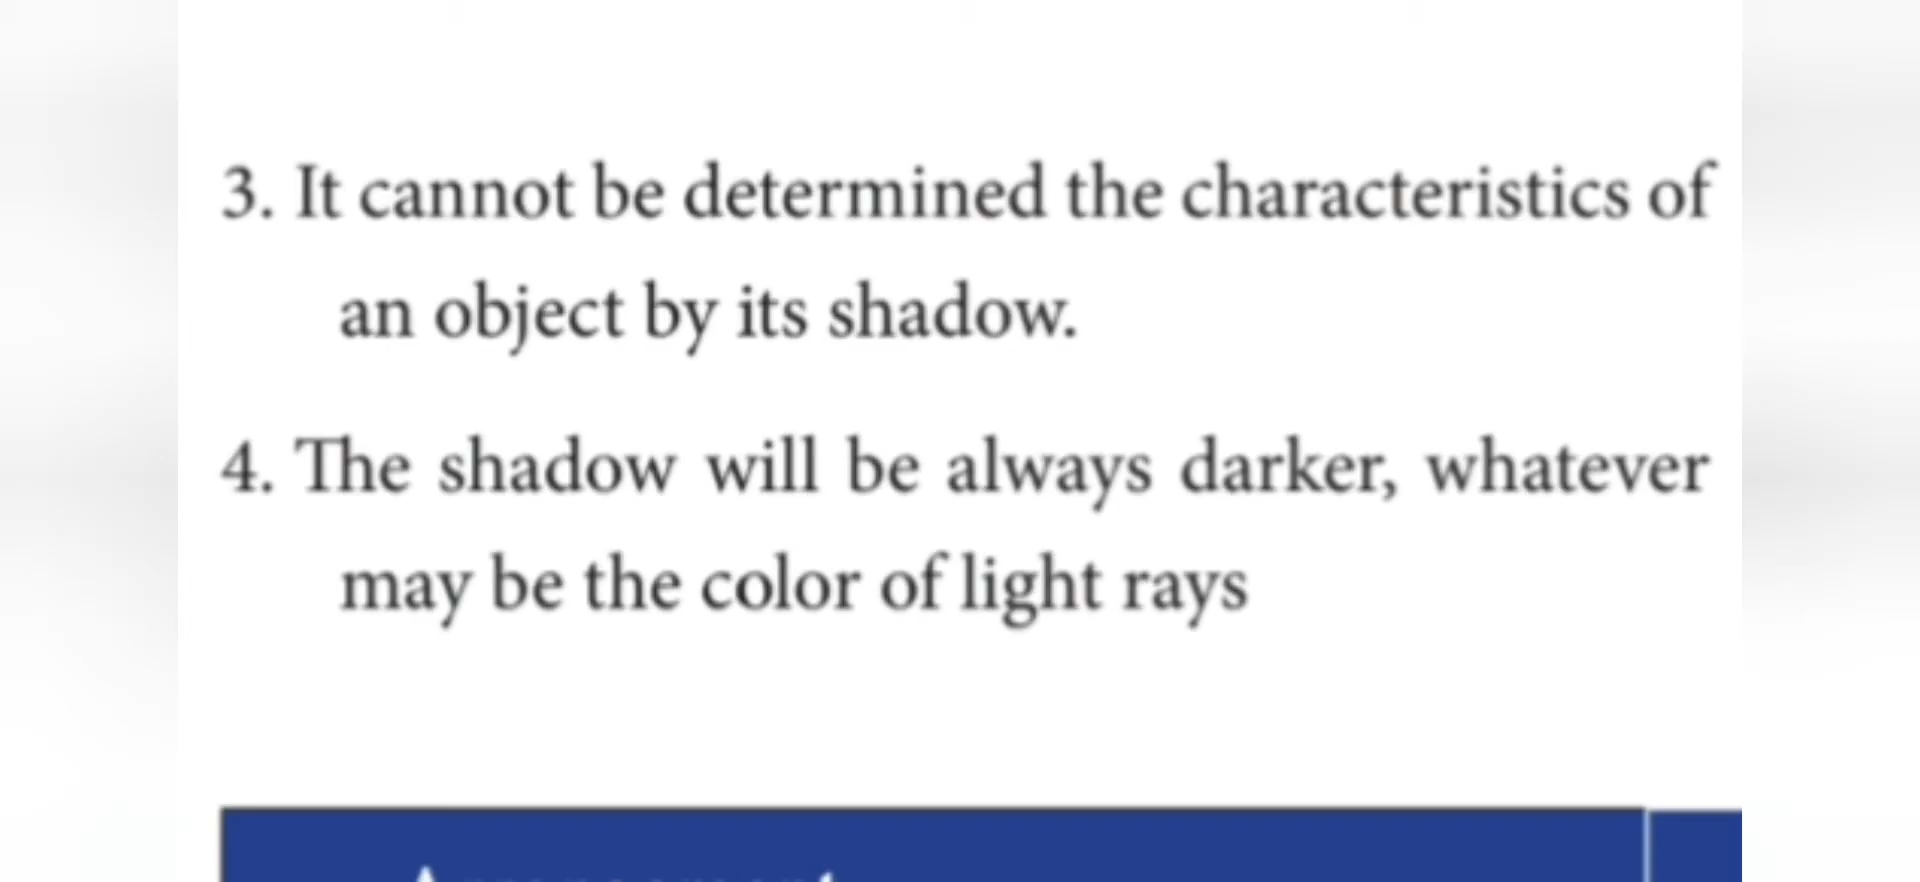 3. It cannot be determined the characteristics of
an object by its shadow.
4. The shadow will be always darker, whatever
may be the color of light rays